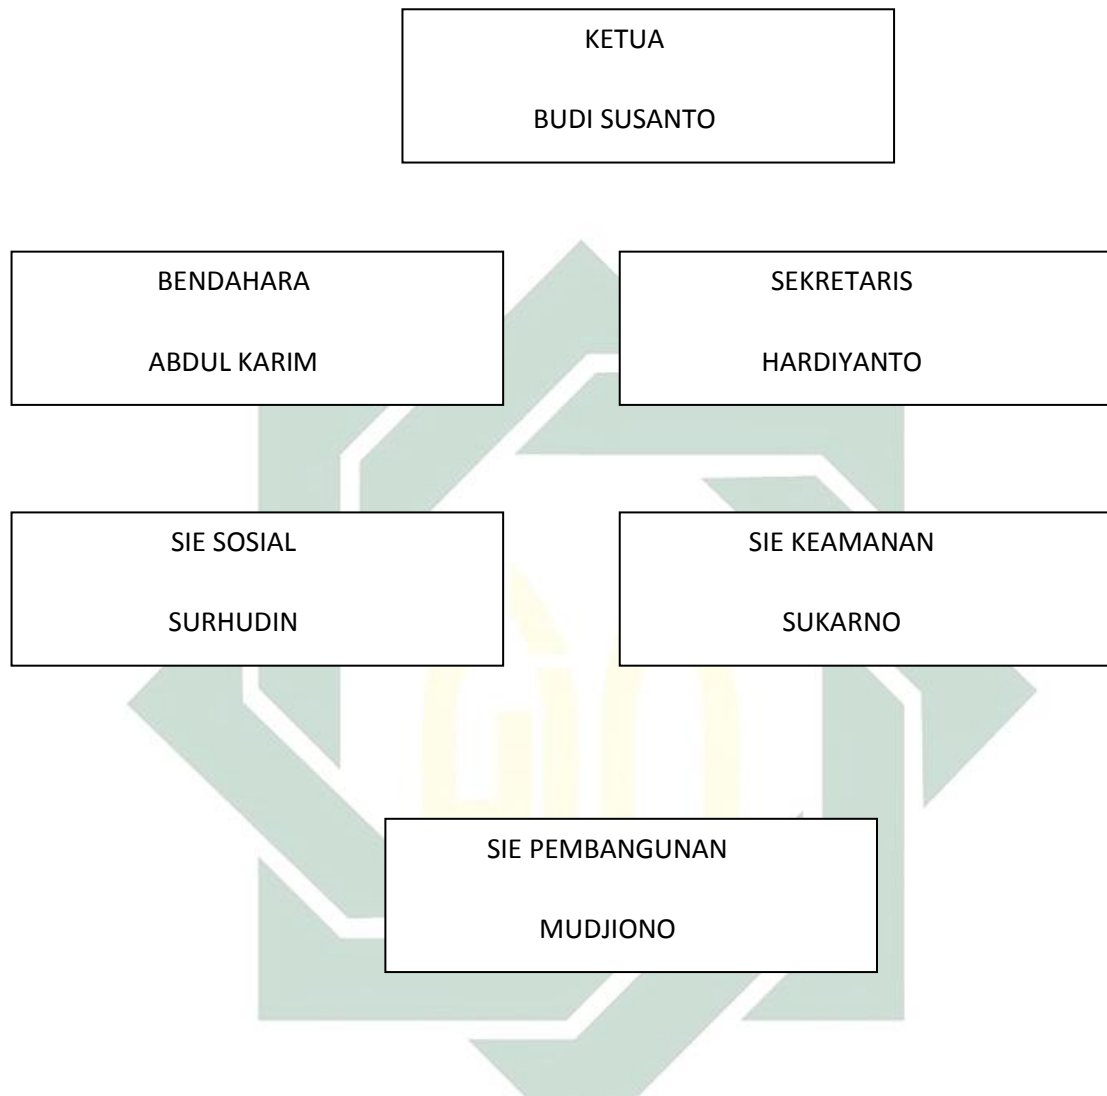 KETUA
BUDI SUSANTO
BENDAHARA
ABDUL KARIM
SEKRETARIS
HARDIYANTO
SIE SOSIAL
SURHUDIN
SIE KEAMANAN
SUKARNO
SIE PEMBANGUNAN
MUDJIONO